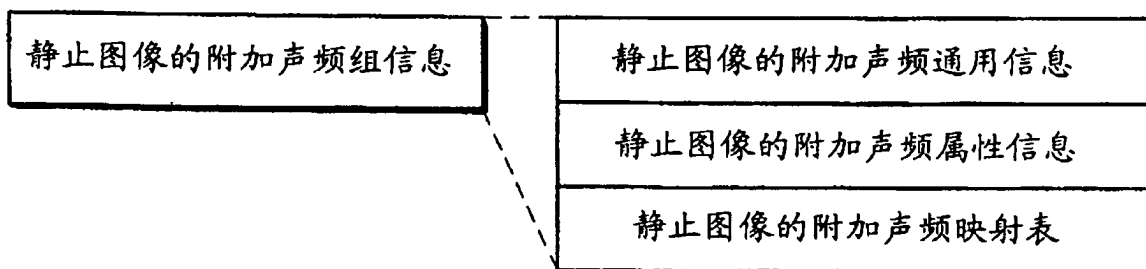 静止图像的附加声频组信息
静止图像的附加声频通用信息
静止图像的附加声频属性信息
静止图像的附加声频映射表